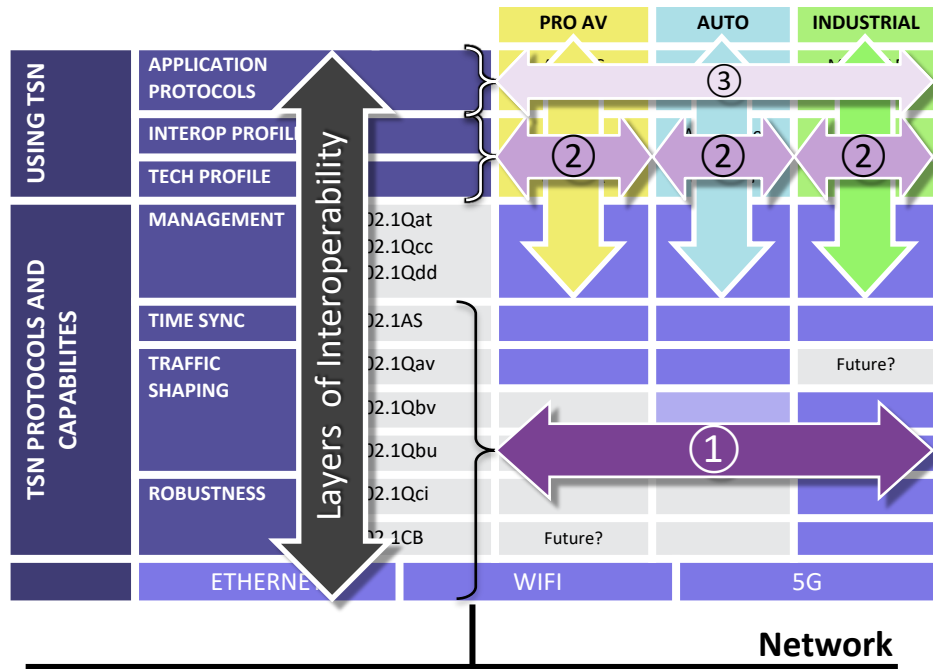 PRO AV
AUTO
INDUSTRIAL
USING TSN
APPLICATION
PROTOCOLS
③
INTEROP PROFIL
② ② ②
TECH PROFILE
TSN PROTOCOLS AND
CAPABILITES
MANAGEMENT
02.1Qat
02.1Qcc
02.1Qdd
TIME SYNC
02.1AS
TRAFFIC
SHAPING
02.1Qav
Future?
02.1Qbv
02.1Qbu
①
ROBUSTNESS
02.1Qci
02.1CB
Future?
Layers of Interoperability
ETHERNET
WIFI
5G
Network